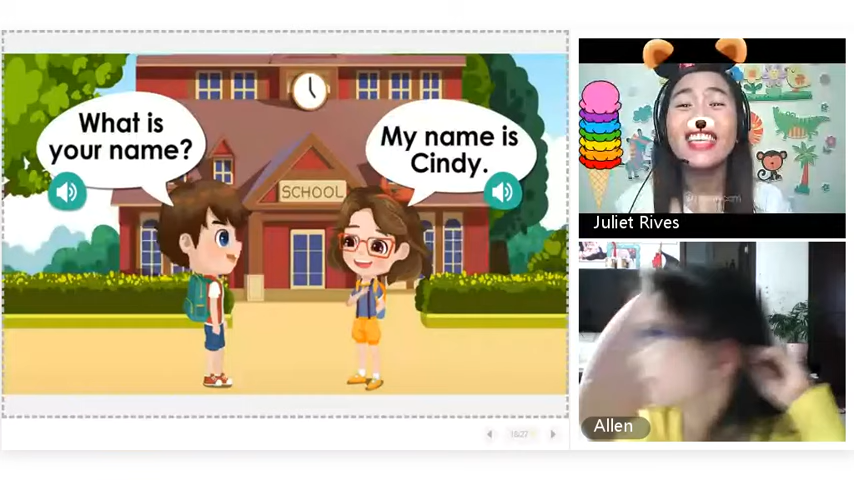 What is
your name?
My name is
Cindy.
SCHOOL
Juliet Rives
Allen